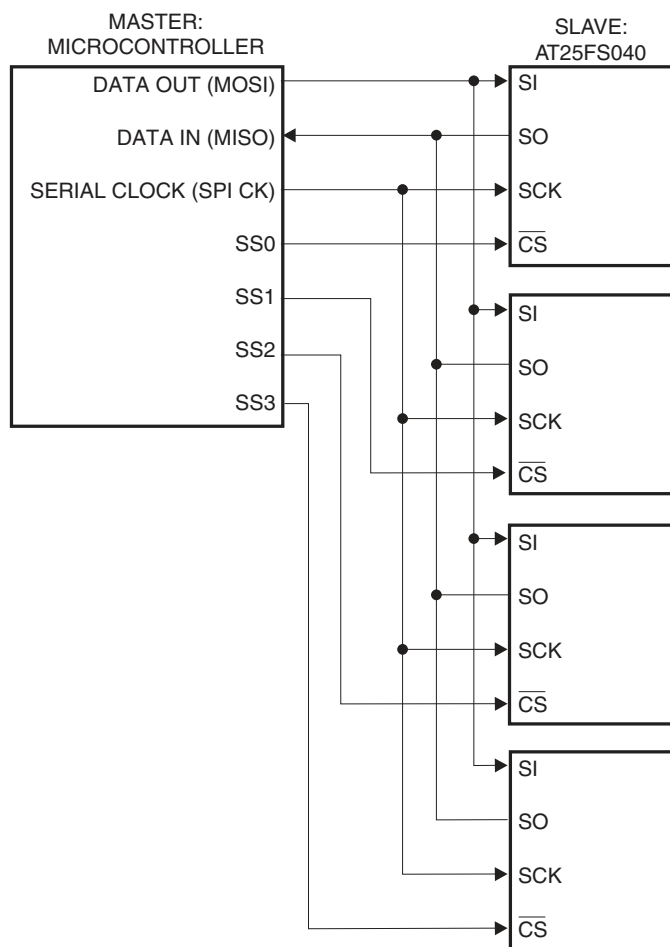 MASTER:
MICROCONTROLLER
DATA OUT (MOSI)
DATA IN (MISO)
SERIAL CLOCK (SPI CK)
SS0
SS1
SS2
SS3
SLAVE:
AT25FS040
SI
SO
SCK
CS
SI
SO
SCK
CS
SI
SO
SCK
CS
SI
SO
SCK
CS